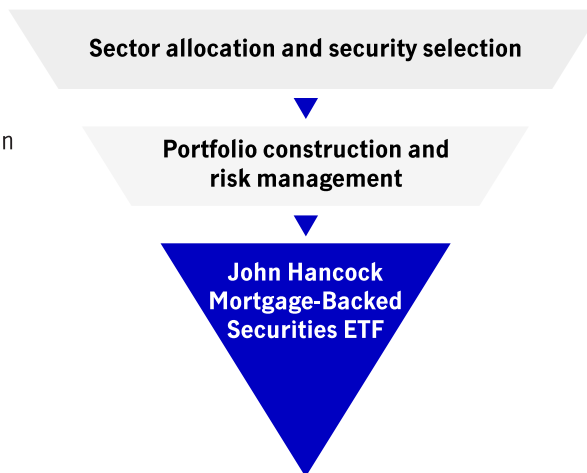 Sector allocation and security selection
n
Portfolio construction and
risk management
John Hancock
Mortgage-Backed
Securities ETF